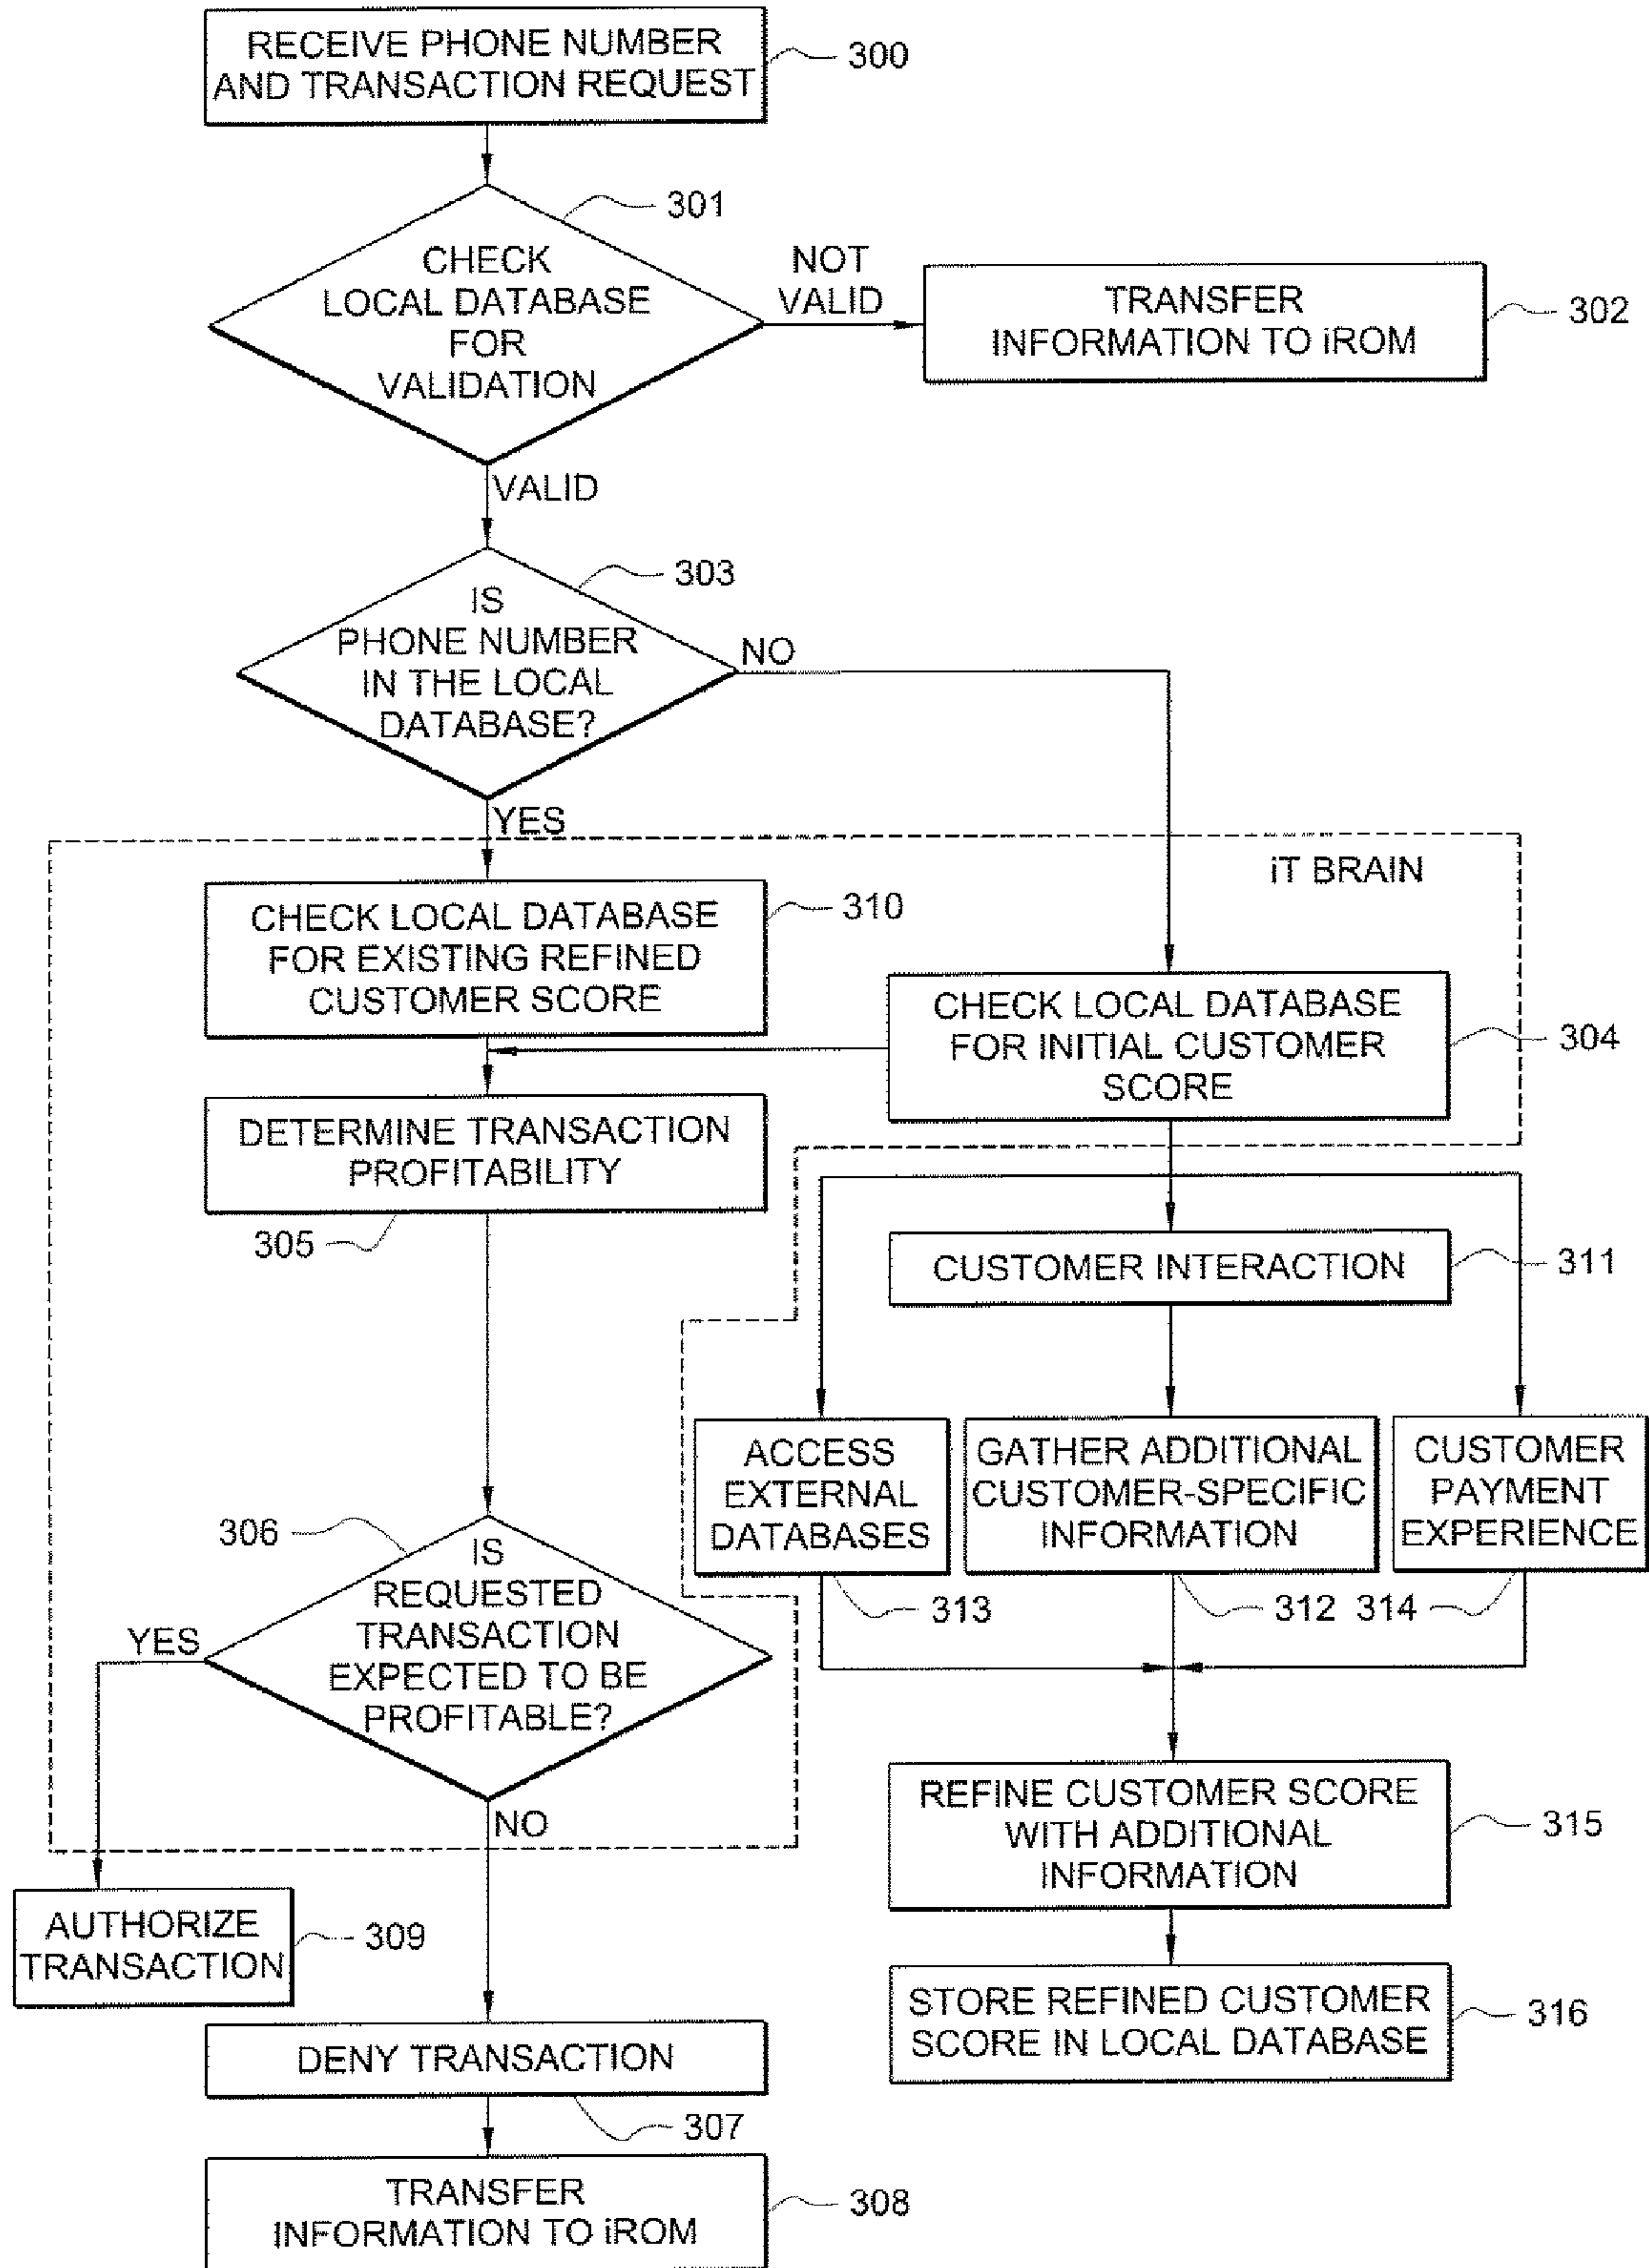 RECEIVE PHONE NUMBER
AND TRANSACTION REQUEST
300
301
CHECK
LOCAL DATABASE
FOR
VALIDATION
NOT
VALID
TRANSFER
INFORMATION TO iROM
302
VALID
303
IS
PHONE NUMBER
IN THE LOCAL
DATABASE?
NO
YES
iT BRAIN
CHECK LOCAL DATABASE
FOR EXISTING REFINED
CUSTOMER SCORE
310
CHECK LOCAL DATABASE
FOR INITIAL CUSTOMER
SCORE
304
DETERMINE TRANSACTION
PROFITABILITY
305
CUSTOMER INTERACTION
311
ACCESS
EXTERNAL
DATABASES
313
GATHER ADDITIONAL
CUSTOMER-SPECIFIC
INFORMATION
312
CUSTOMER
PAYMENT
EXPERIENCE
314
306
IS
REQUESTED
TRANSACTION
EXPECTED TO BE
PROFITABLE?
YES
NO
REFINE CUSTOMER SCORE
WITH ADDITIONAL
INFORMATION
315
AUTHORIZE
TRANSACTION
309
STORE REFINED CUSTOMER
SCORE IN LOCAL DATABASE
316
DENY TRANSACTION
307
TRANSFER
INFORMATION TO iROM
308